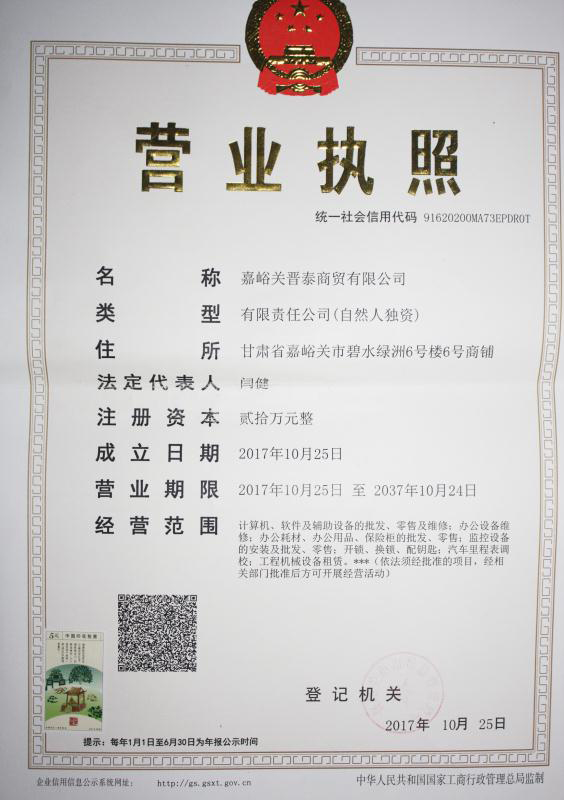 营业执照
统一社会信用代码 91620200MA73EPDR0T
名称 嘉峪关晋泰商贸有限公司
类型 有限责任公司(自然人独资)
住所 甘肃省嘉峪关市碧水绿洲6号楼6号商铺
法定代表人 闫健
注册资本 贰拾万元整
成立日期 2017年10月25日
营业期限 2017年10月25日 至 2037年10月24日
经营范围 计算机、软件及辅助设备的批发、零售及维修；办公设备维
修；办公耗材、办公用品、保险柜的批发、零售；监控设备
的安装及批发、零售；开锁、换锁、配钥匙；汽车里程表调
校；工程机械设备租赁。***（依法须经批准的项目，经相
关部门批准后方可开展经营活动）
5元 中国印花税票
登记机关
2017年 10月 25日
提示：每年1月1日至6月30日为年报公示时间
企业信用信息公示系统网址： http://gs.gsxt.gov.cn
中华人民共和国国家工商行政管理总局监制